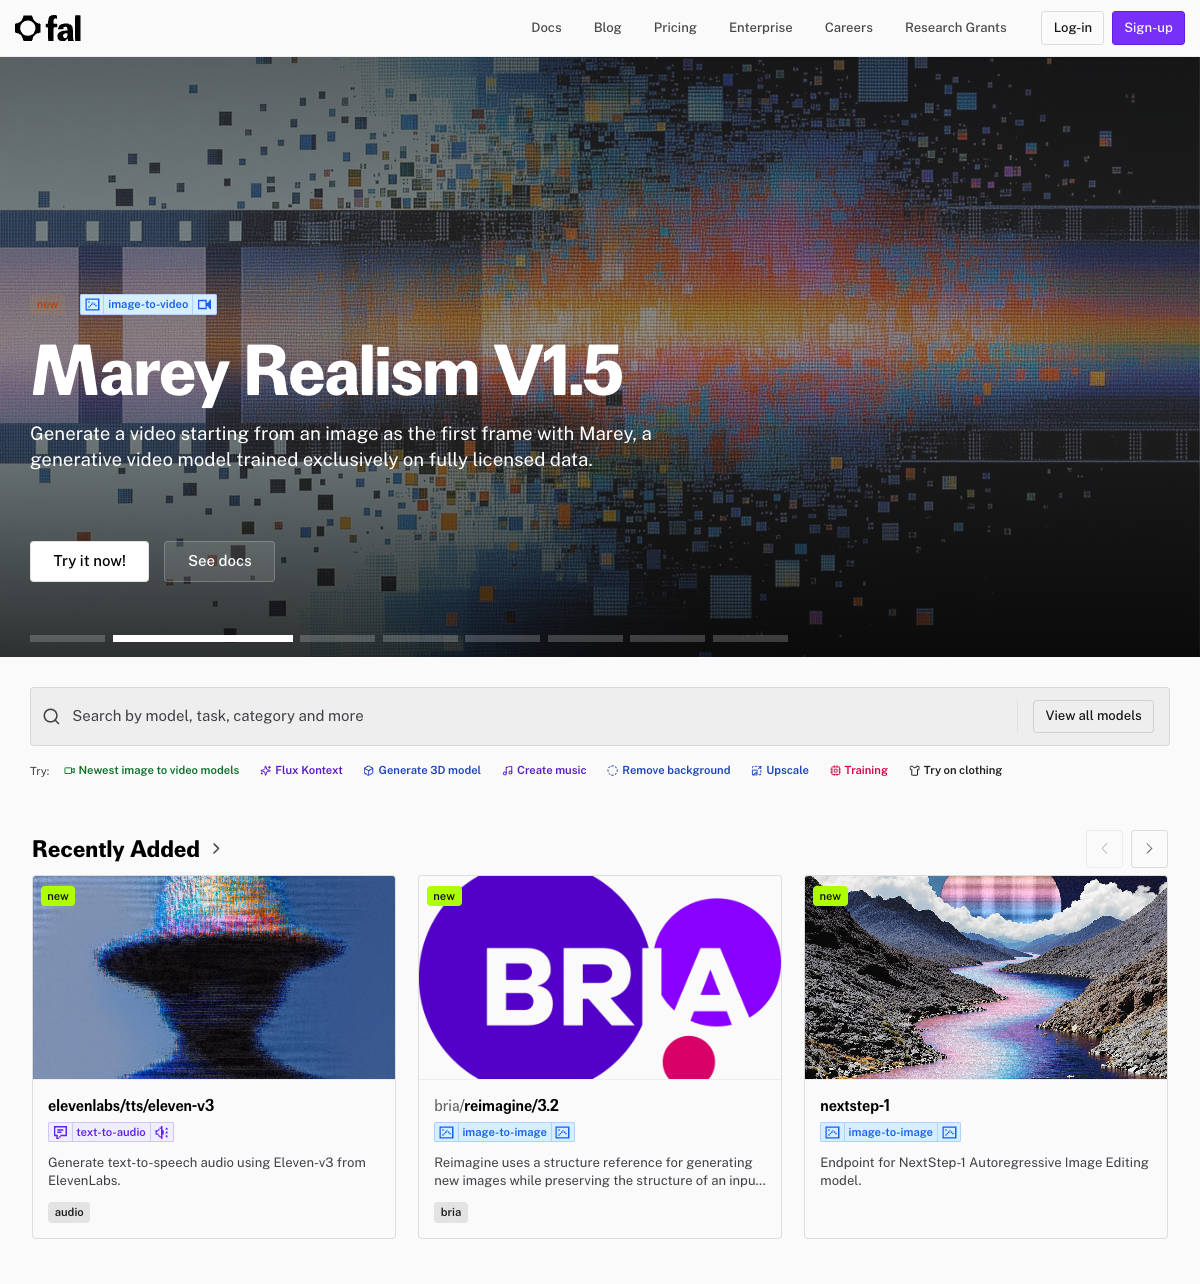 fal
Docs
Blog
Pricing
Enterprise
Careers
Research Grants
Log-in
Sign-up
new
image-to-video
Marey Realism V1.5
Generate a video starting from an image as the first frame with Marey, a
generative video model trained exclusively on fully licensed data.
Try it now!
See docs
Search by model, task, category and more
View all models
Try:
Newest image to video models
Flux Kontext
Generate 3D model
Create music
Remove background
Upscale
Training
Try on clothing
Recently Added
new
elevenlabs/tts/eleven-v3
text-to-audio
Generate text-to-speech audio using Eleven-v3 from
ElevenLabs.
audio
new
BRIA
bria/reimagine/3.2
image-to-image
Reimagine uses a structure reference for generating
new images while preserving the structure of an inpu...
bria
new
nextstep-1
image-to-image
Endpoint for NextStep-1 Autoregressive Image Editing
model.